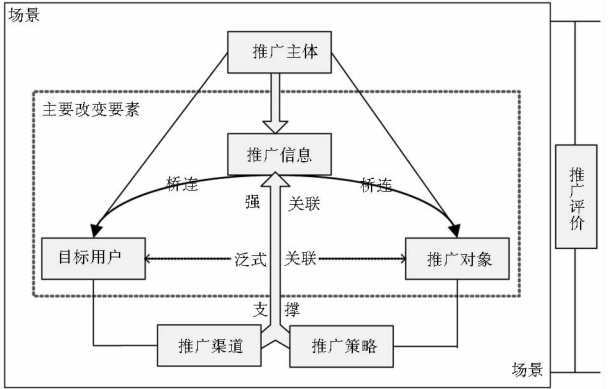 场景
推广主体
主要改变要素
推广信息
桥连
强 关联
桥连
推广评价
目标用户
泛式 关联
推广对象
支 撑
推广渠道
推广策略
场景